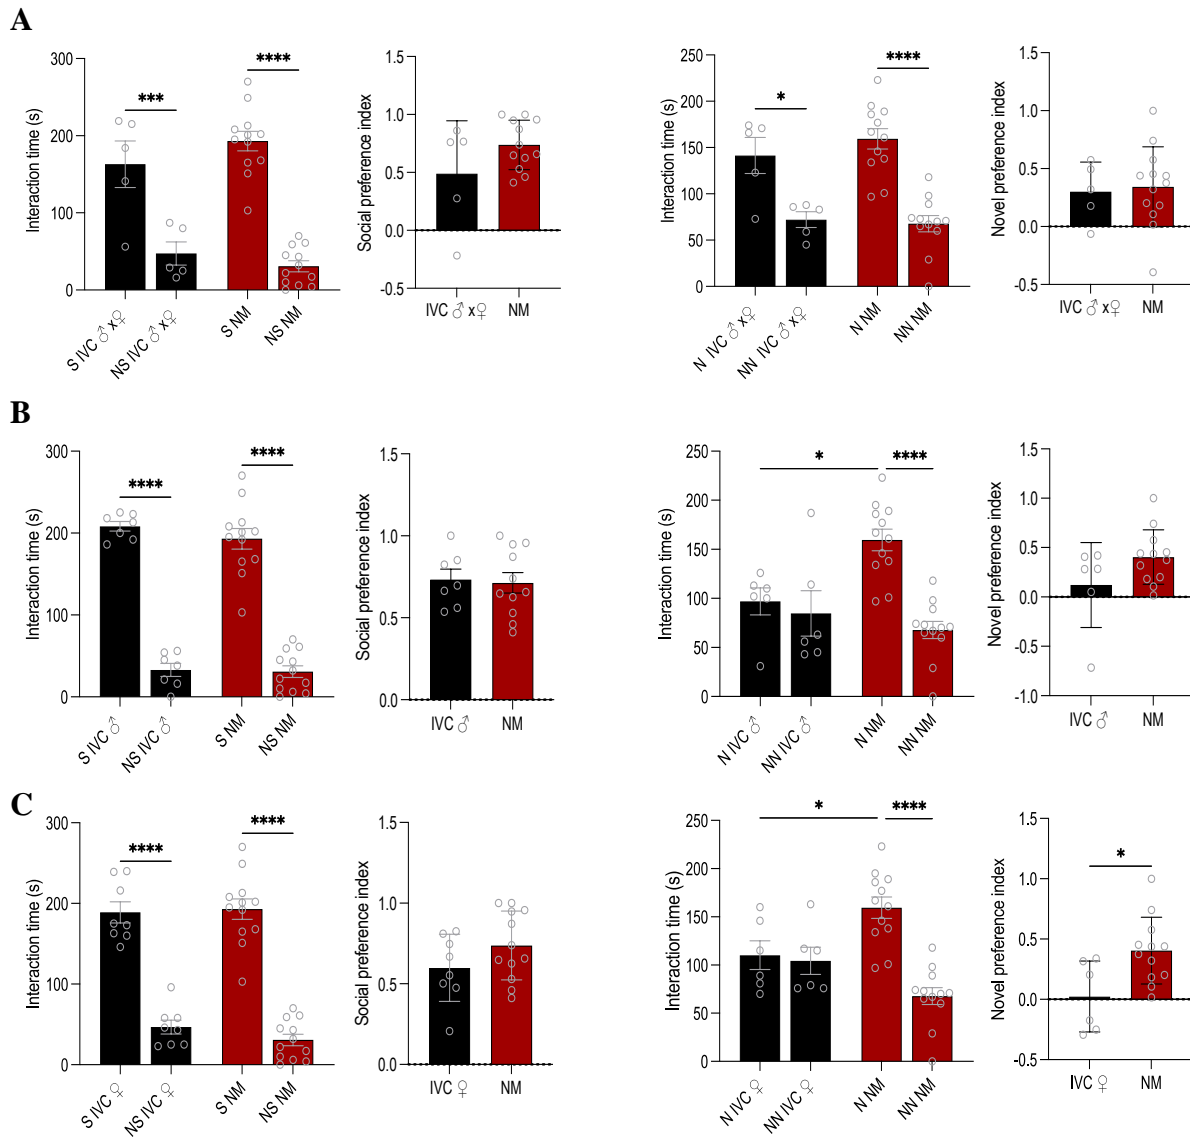 A
Interaction time (s)
300
200
100
0
***
****
S IVC ♂ x♀
NS IVC ♂ x♀
S NM
NS NM
Social preference index
1.5
1.0
0.5
0.0
-0.5
IVC ♂ x♀
NM
Interaction time (s)
250
200
150
100
50
0
*
****
N IVC ♂ x♀
NN IVC ♂ x♀
N NM
NN NM
Novel preference index
1.5
1.0
0.5
0.0
-0.5
IVC ♂ x♀
NM
B
Interaction time (s)
300
200
100
0
****
****
S IVC ♂
NS IVC ♂
S NM
NS NM
Social preference index
1.5
1.0
0.5
0.0
IVC ♂
NM
Interaction time (s)
250
200
150
100
50
0
*
****
N IVC ♂
NN IVC ♂
N NM
NN NM
Novel preference index
1.5
1.0
0.5
0.0
-0.5
-1.0
IVC ♂
NM
C
Interaction time (s)
300
200
100
0
****
****
S IVC ♀
NS IVC ♀
S NM
NS NM
Social preference index
1.5
1.0
0.5
0.0
IVC ♀
NM
Interaction time (s)
250
200
150
100
50
0
*
****
N IVC ♀
NN IVC ♀
N NM
NN NM
Novel preference index
1.5
1.0
0.5
0.0
-0.5
*
IVC ♀
NM